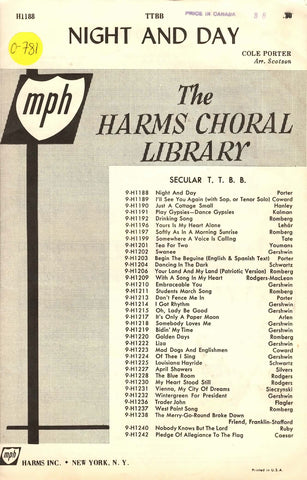 H1188 TTBB PRICE IN CANADA
NIGHT AND DAY
O-781
COLE PORTER
Arr. Scotson
mph
The
HARMS CHORAL
LIBRARY
SECULAR T. T. B. B.
9-H1188 Night And Day Porter
9-H1189 I'll See You Again (with Sop. or Tenor Solo) Coward
9-H1190 Just A Cottage Small Hanley
9-H1191 Play Gypsies—Dance Gypsies Kalman
9-H1192 Drinking Song Romberg
9-H1196 Yours Is My Heart Alone Lehár
9-H1198 Softly As In A Morning Sunrise Romberg
9-H1199 Somewhere A Voice Is Calling Tate
9-H1201 Tea For Two Youmans
9-H1202 Swanee Gershwin
9-H1203 Begin The Beguine (English & Spanish Text) Porter
9-H1204 Dancing In The Dark Schwartz
9-H1206 Your Land And My Land (Patriotic Version) Romberg
9-H1209 With A Song In My Heart Rodgers-MacLeon
9-H1210 Embraceable You Gershwin
9-H1211 Students March Song Romberg
9-H1213 Don't Fence Me In Porter
9-H1214 I Got Rhythm Gershwin
9-H1215 Oh, Lady Be Good Gershwin
9-H1217 It's Only A Paper Moon Arlen
9-H1218 Somebody Loves Me Gershwin
9-H1219 Bidin' My Time Gershwin
9-H1220 Golden Days Romberg
9-H1222 Liza Gershwin
9-H1223 Mad Dogs And Englishmen Coward
9-H1224 Of Thee I Sing Gershwin
9-H1225 Louisiana Hayride Schwartz
9-H1227 April Showers Silvers
9-H1228 The Blue Room Rodgers
9-H1230 My Heart Stood Still Rodgers
9-H1231 Vienna, My City Of Dreams Sieczynski
9-H1232 Wintergreen For President Gershwin
9-H1236 Trader John Flagler
9-H1237 West Point Song Romberg
9-H1238 The Merry-Go-Round Broke Down
Friend, Franklin-Stafford
9-H1240 Nobody Knows But The Lord Ruby
9-H1242 Pledge Of Allegiance To The Flag Caesar
mph HARMS INC. • NEW YORK, N. Y.
Printed in U.S.A.